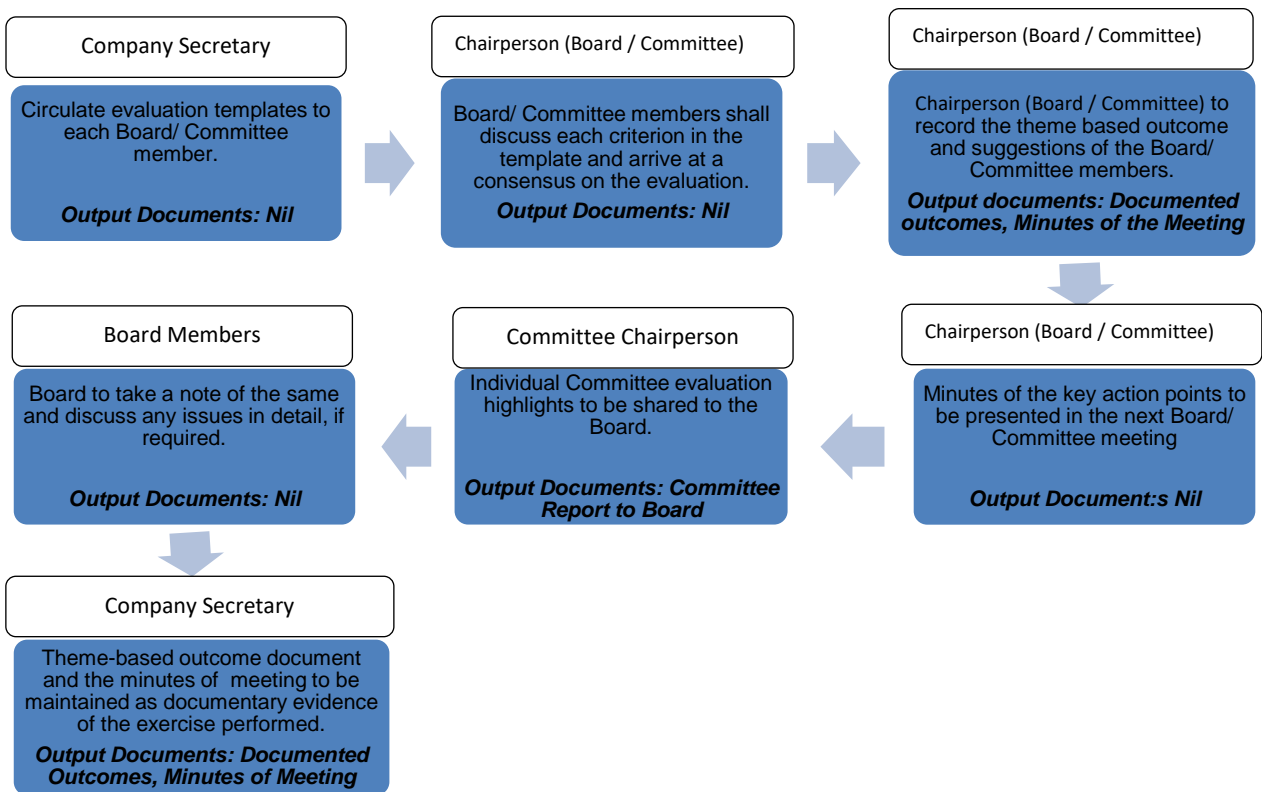 Company Secretary
Circulate evaluation templates to
each Board/ Committee
member.
Output Documents: Nil
Chairperson (Board / Committee)
Board/ Committee members shall
discuss each criterion in the
template and arrive at a
consensus on the evaluation.
Output Documents: Nil
Chairperson (Board / Committee)
Chairperson (Board / Committee) to
record the theme based outcome
and suggestions of the Board/
Committee members.
Output documents: Documented
outcomes, Minutes of the Meeting
Chairperson (Board / Committee)
Minutes of the key action points to
be presented in the next Board/
Committee meeting
Output Document:s Nil
Committee Chairperson
Individual Committee evaluation
highlights to be shared to the
Board.
Output Documents: Committee
Report to Board
Board Members
Board to take a note of the same
and discuss any issues in detail, if
required.
Output Documents: Nil
Company Secretary
Theme-based outcome document
and the minutes of meeting to be
maintained as documentary evidence
of the exercise performed.
Output Documents: Documented
Outcomes, Minutes of Meeting